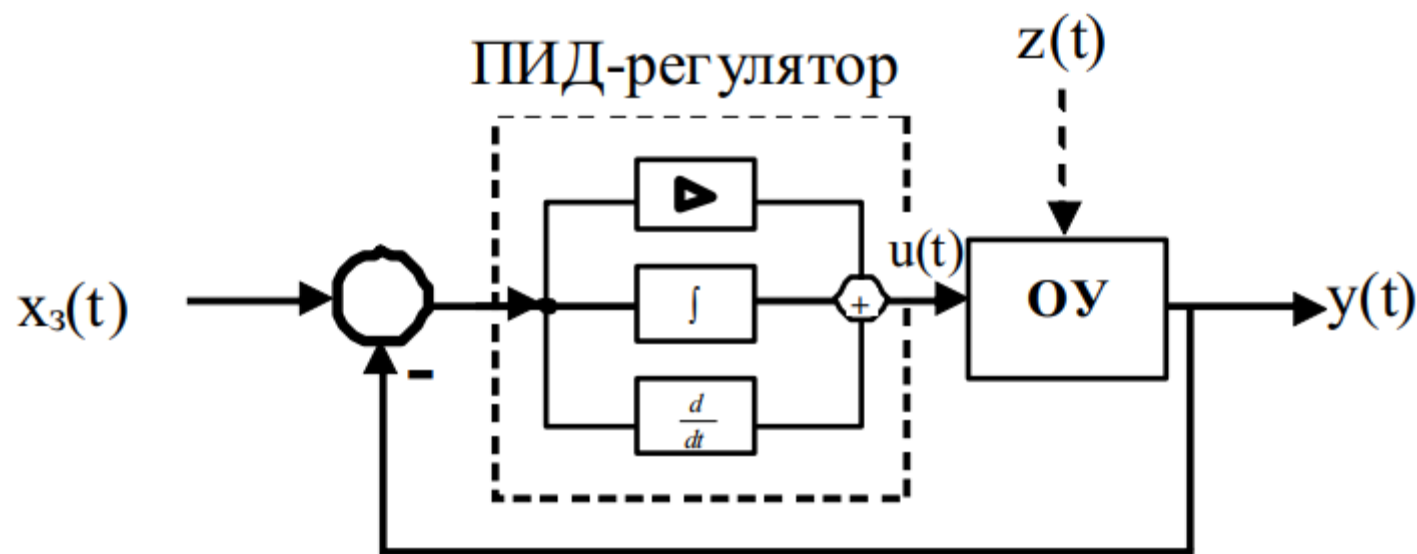 ПИД-регулятор
z(t)
xз(t)
-
∫
d
dt
+
u(t)
ОУ
y(t)